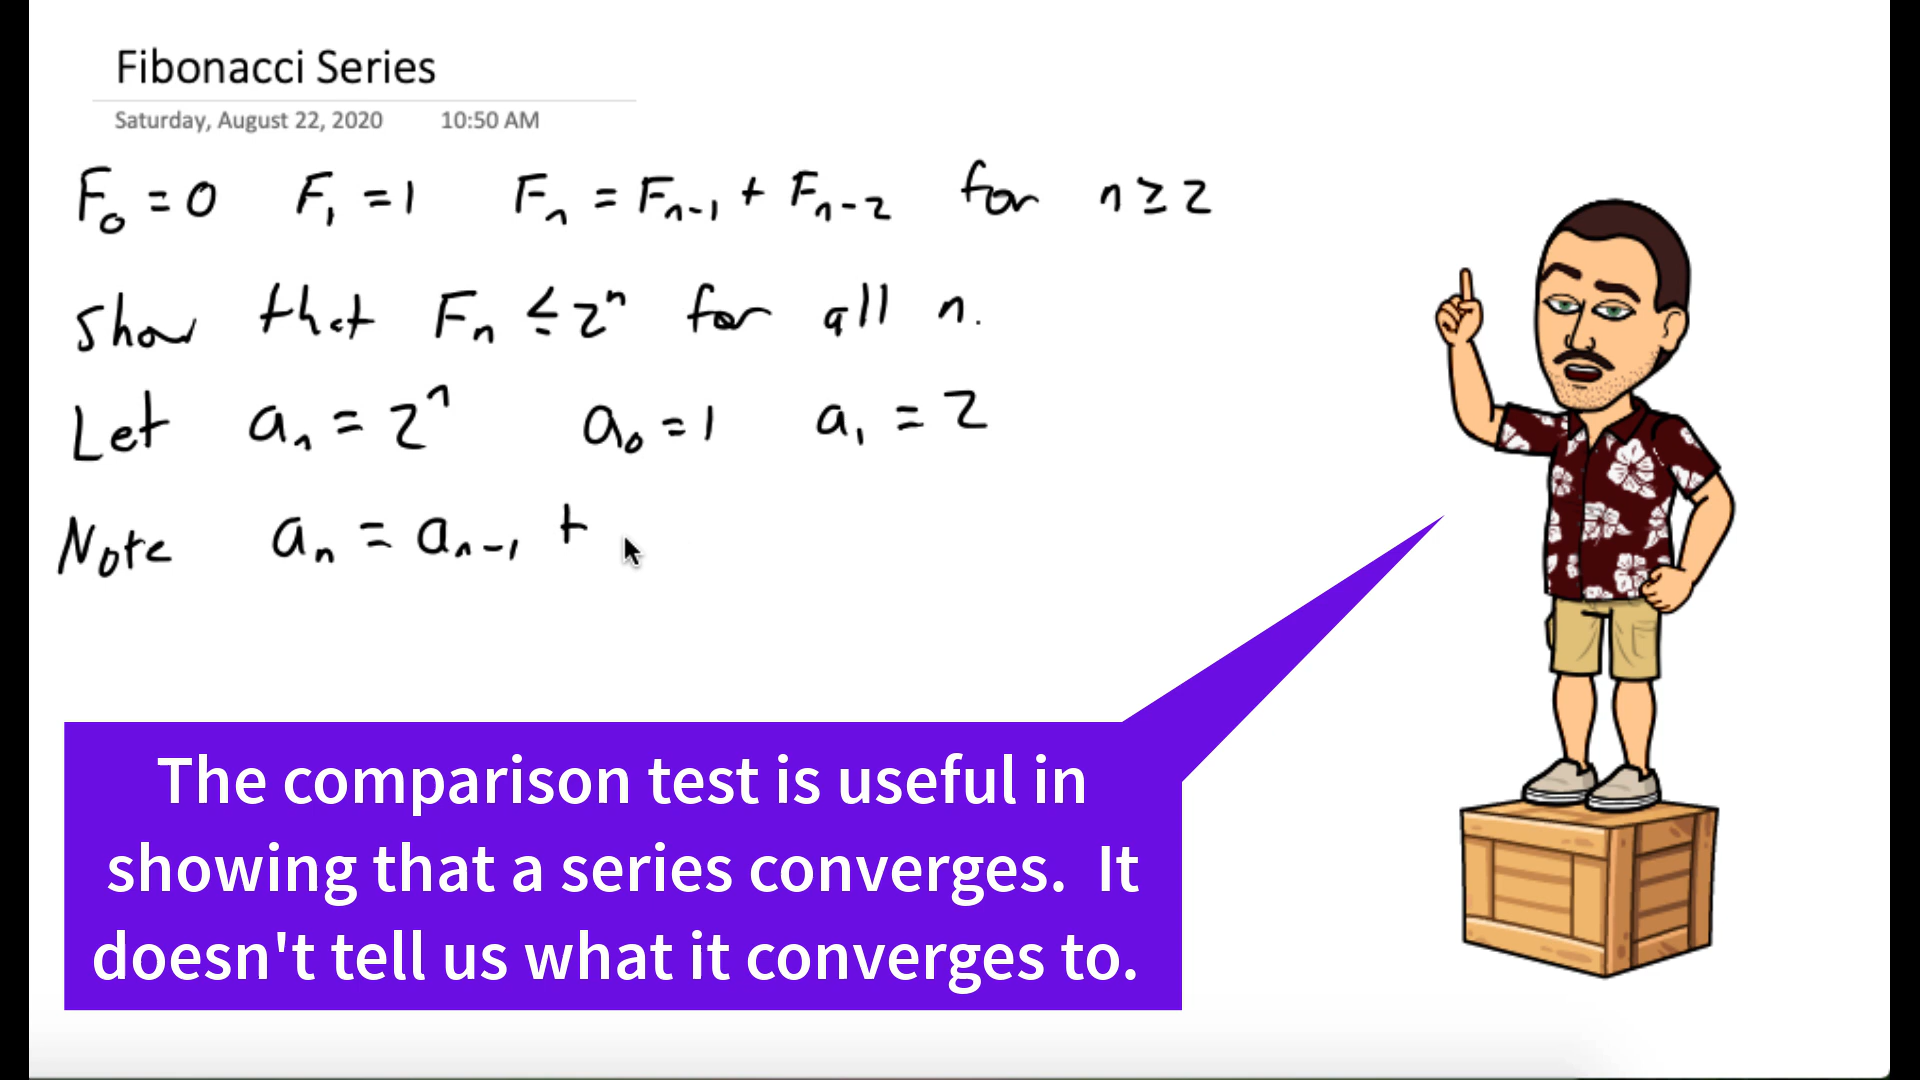 Fibonacci Series
Saturday, August 22, 2020 10:50 AM
F₀ = 0 F₁ = 1 Fₙ = Fₙ₋₁ + Fₙ₋₂ for n ≥ 2
Show that Fₙ ≤ 2ⁿ for all n.
Let aₙ = 2ⁿ a₀ = 1 a₁ = 2
Note aₙ = aₙ₋₁ +
The comparison test is useful in
showing that a series converges. It
doesn't tell us what it converges to.